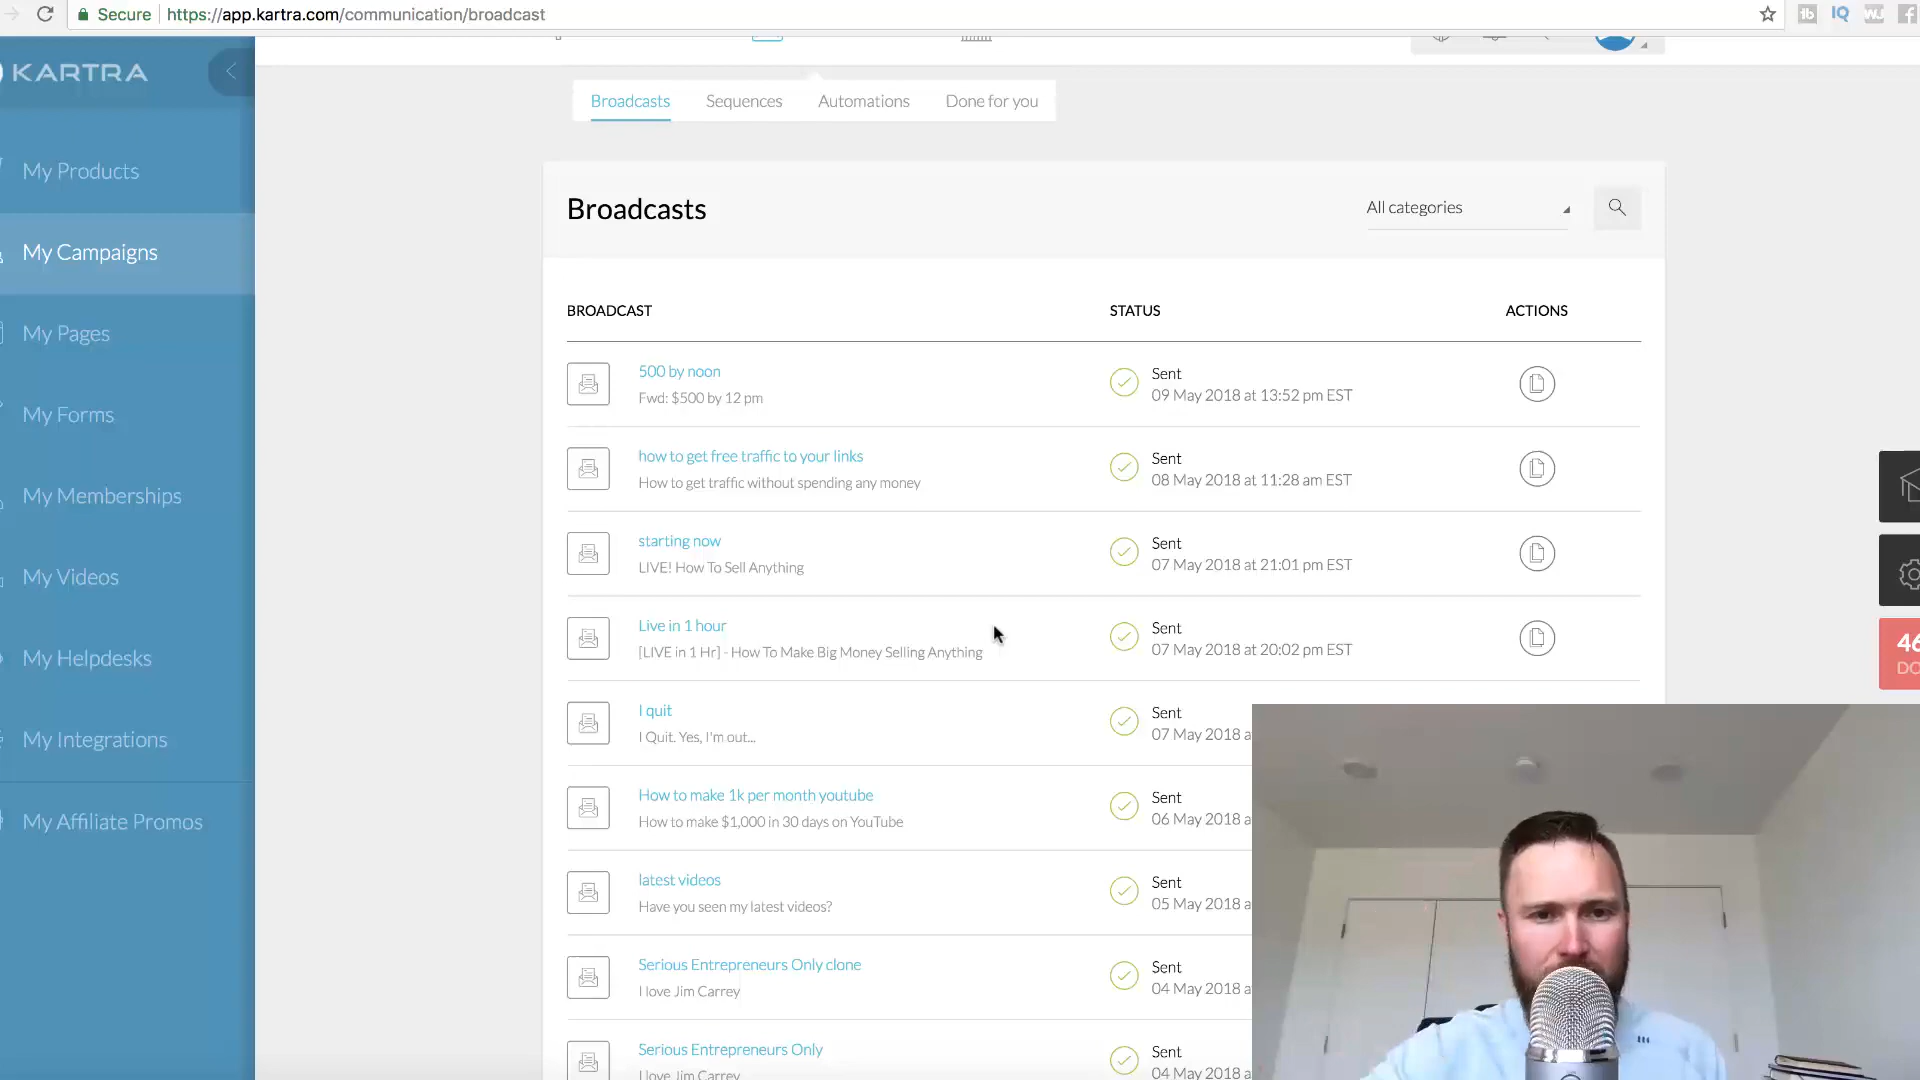 Secure https://app.kartra.com/communication/broadcast
KARTRA
Broadcasts Sequences Automations Done for you
My Products
My Campaigns
My Pages
My Forms
My Memberships
My Videos
My Helpdesks
My Integrations
My Affiliate Promos
Broadcasts
All categories
BROADCAST STATUS ACTIONS
500 by noon
Fwd: $500 by 12 pm
Sent
09 May 2018 at 13:52 pm EST
how to get free traffic to your links
How to get traffic without spending any money
Sent
08 May 2018 at 11:28 am EST
starting now
LIVE! How To Sell Anything
Sent
07 May 2018 at 21:01 pm EST
Live in 1 hour
[LIVE in 1 Hr] - How To Make Big Money Selling Anything
Sent
07 May 2018 at 20:02 pm EST
I quit
I Quit. Yes, I'm out...
Sent
07 May 2018 a
How to make 1k per month youtube
How to make $1,000 in 30 days on YouTube
Sent
06 May 2018 a
latest videos
Have you seen my latest videos?
Sent
05 May 2018 a
Serious Entrepreneurs Only clone
I love Jim Carrey
Sent
04 May 2018 a
Serious Entrepreneurs Only
I love Jim Carrey
Sent
04 May 2018 a
46
DO
tb IQ WJ f